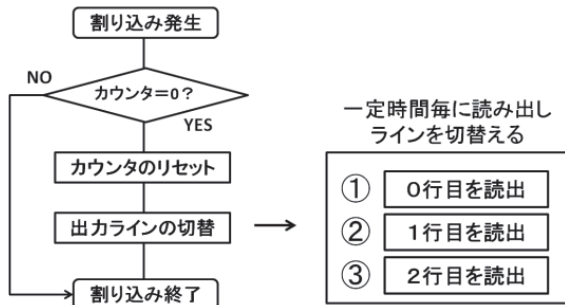 割り込み発生
NO
カウンタ=0?
YES
カウンタのリセット
出力ラインの切替
割り込み終了
一定時間毎に読み出し
ラインを切替える
① 0行目を読出
② 1行目を読出
③ 2行目を読出